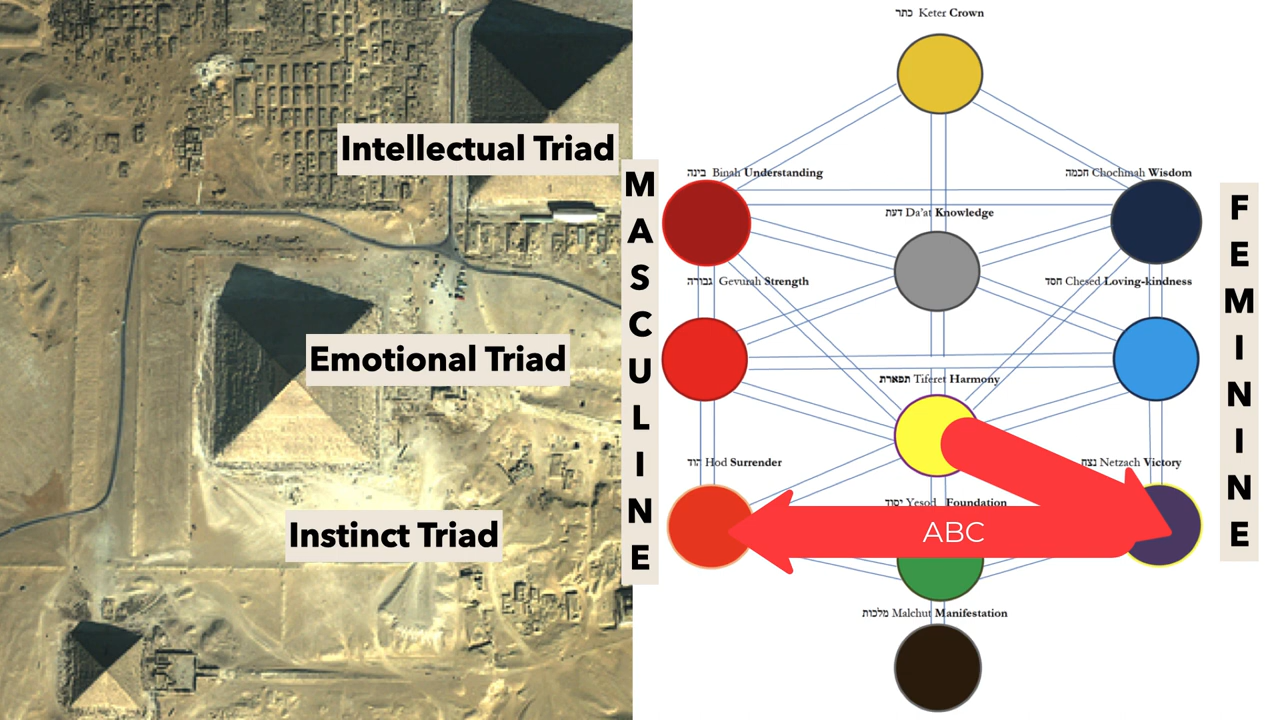 כתר Keter Crown
Intellectual Triad
MASCULINE
בינה Binah Understanding
חכמה Chochmah Wisdom
FEMININE
דעת Da'at Knowledge
גבורה Gevurah Strength
חסד Chesed Loving-kindness
Emotional Triad
תפארת Tiferet Harmony
הוד Hod Surrender
נצח Netzach Victory
Instinct Triad
יסוד Yesod Foundation
ABC
מלכות Malchut Manifestation